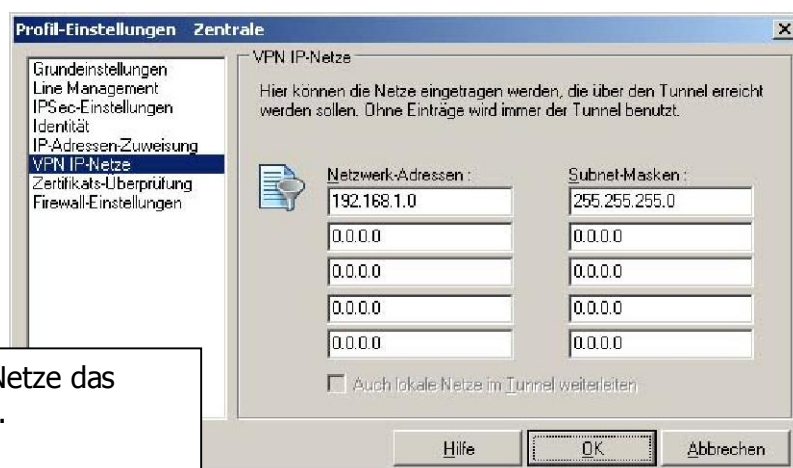 Profil-Einstellungen Zentrale
Grundeinstellungen
Line Management
IPSec-Einstellungen
Identität
IP-Adressen-Zuweisung
VPN IP-Netze
Zertifikats-Überprüfung
Firewall-Einstellungen
VPN IP-Netze
Hier können die Netze eingetragen werden, die über den Tunnel erreicht
werden sollen. Ohne Einträge wird immer der Tunnel benutzt.
Netzwerk-Adressen : Subnet-Masken :
192.168.1.0 255.255.255.0
0.0.0.0 0.0.0.0
0.0.0.0 0.0.0.0
0.0.0.0 0.0.0.0
0.0.0.0 0.0.0.0
Auch lokale Netze im Tunnel weiterleiten
Netze das
.
Hilfe OK Abbrechen